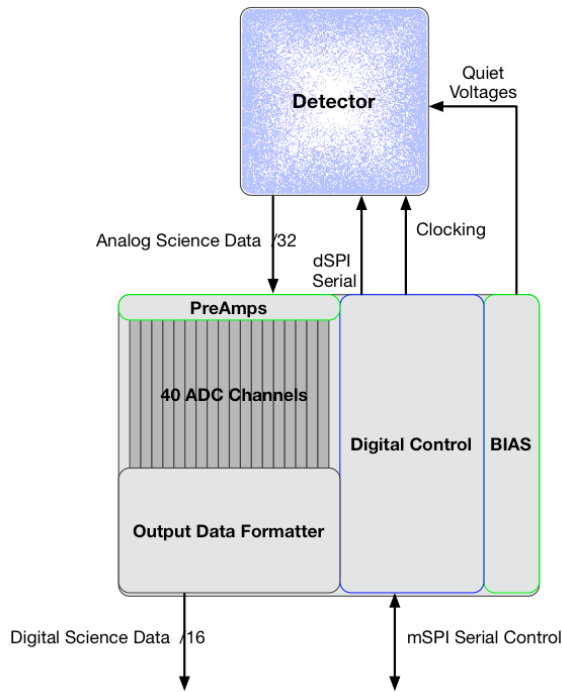 Detector
Quiet
Voltages
Analog Science Data /32
dSPI
Serial
Clocking
PreAmps
40 ADC Channels
Digital Control
BIAS
Output Data Formatter
Digital Science Data /16
mSPI Serial Control